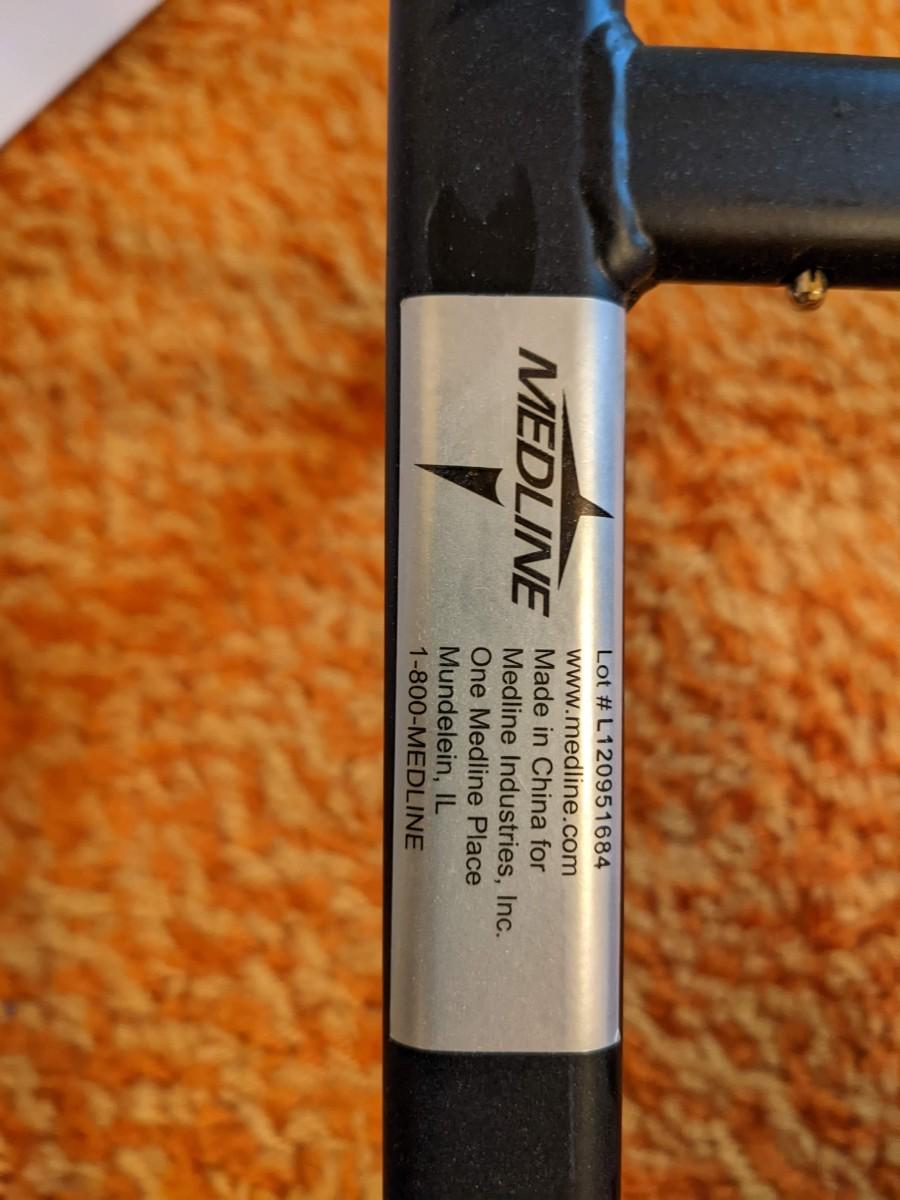 MEDLINE
Lot # L120951684
www.medline.com
Made in China for
Medline Industries, Inc.
One Medline Place
Mundelein, IL
1-800-MEDLINE